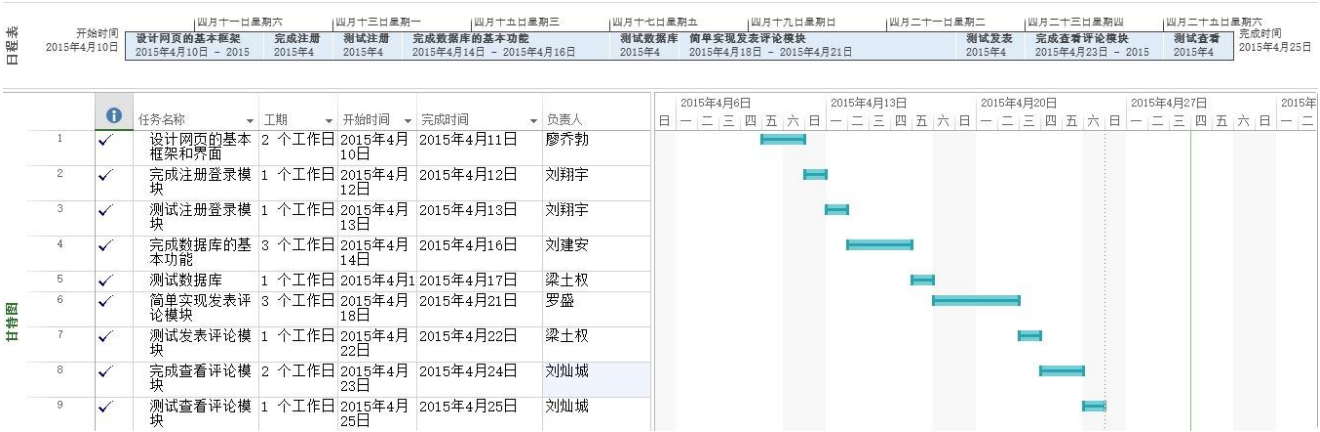 四月十一日星期六 四月十三日星期一 四月十五日星期三 四月十七日星期五 四月十九日星期日 四月二十一日星期二 四月二十三日星期四 四月二十五日星期六
日程表
开始时间
2015年4月10日
设计网页的基本框架 完成注册 测试注册 完成数据库的基本功能 测试数据库 简单实现发表评论模块 测试发表 完成查看评论模块 测试查看
2015年4月10日 - 2015 2015年4 2015年4 2015年4月14日 - 2015年4月16日 2015年4 2015年4月18日 - 2015年4月21日 2015年4 2015年4月23日 - 2015 2015年4
完成时间
2015年4月25日
甘特图
任务名称 工期 开始时间 完成时间 负责人
2015年4月6日 2015年4月13日 2015年4月20日 2015年4月27日 2015年
日 一 二 三 四 五 六 日 一 二 三 四 五 六 日 一 二 三 四 五 六 日 一 二 三 四 五 六 日 一 二
1 设计网页的基本 2 个工作日 2015年4月 2015年4月11日 廖乔勃
框架和界面 10日
2 完成注册登录模 1 个工作日 2015年4月 2015年4月12日 刘翔宇
块 12日
3 测试注册登录模 1 个工作日 2015年4月 2015年4月13日 刘翔宇
块 13日
4 完成数据库的基 3 个工作日 2015年4月 2015年4月16日 刘建安
本功能 14日
5 测试数据库 1 个工作日 2015年4月1 2015年4月17日 梁土权
6 简单实现发表评 3 个工作日 2015年4月 2015年4月21日 罗盛
论模块 18日
7 测试发表评论模 1 个工作日 2015年4月 2015年4月22日 梁土权
块 22日
8 完成查看评论模 2 个工作日 2015年4月 2015年4月24日 刘灿城
块 23日
9 测试查看评论模 1 个工作日 2015年4月 2015年4月25日 刘灿城
块 25日